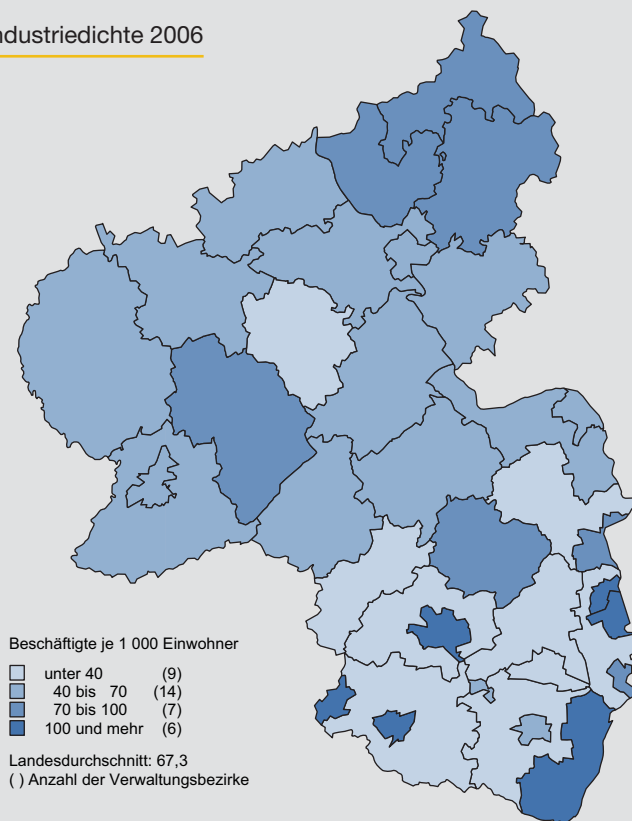 ndustriedichte 2006
Beschäftigte je 1 000 Einwohner
unter 40 (9)
40 bis 70 (14)
70 bis 100 (7)
100 und mehr (6)
Landesdurchschnitt: 67,3
( ) Anzahl der Verwaltungsbezirke